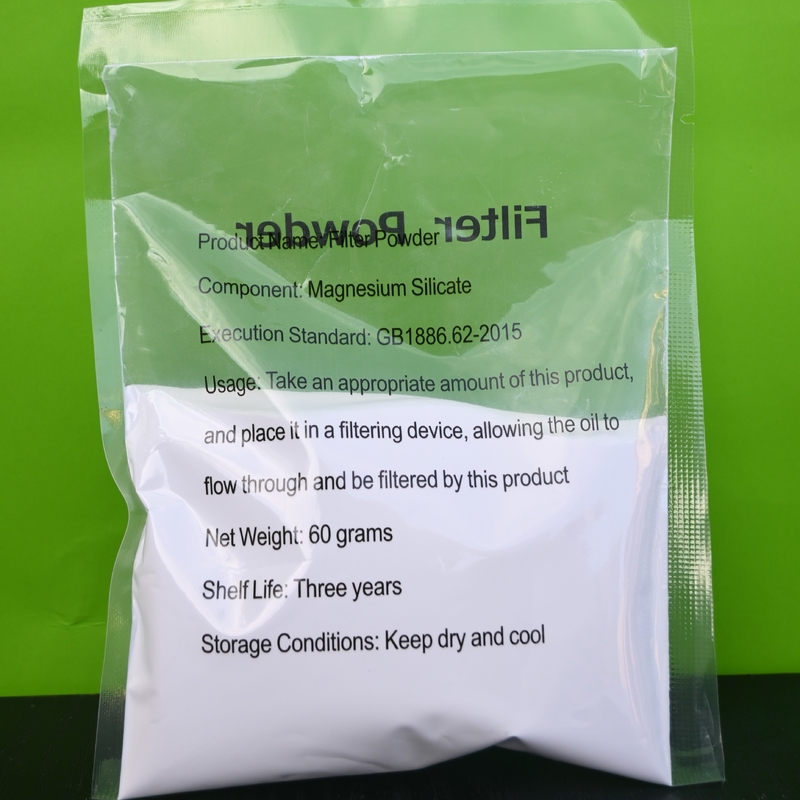 Filter Powder
Product Name: Filter Powder
Component: Magnesium Silicate
Execution Standard: GB1886.62-2015
Usage: Take an appropriate amount of this product,
and place it in a filtering device, allowing the oil to
flow through and be filtered by this product
Net Weight: 60 grams
Shelf Life: Three years
Storage Conditions: Keep dry and cool